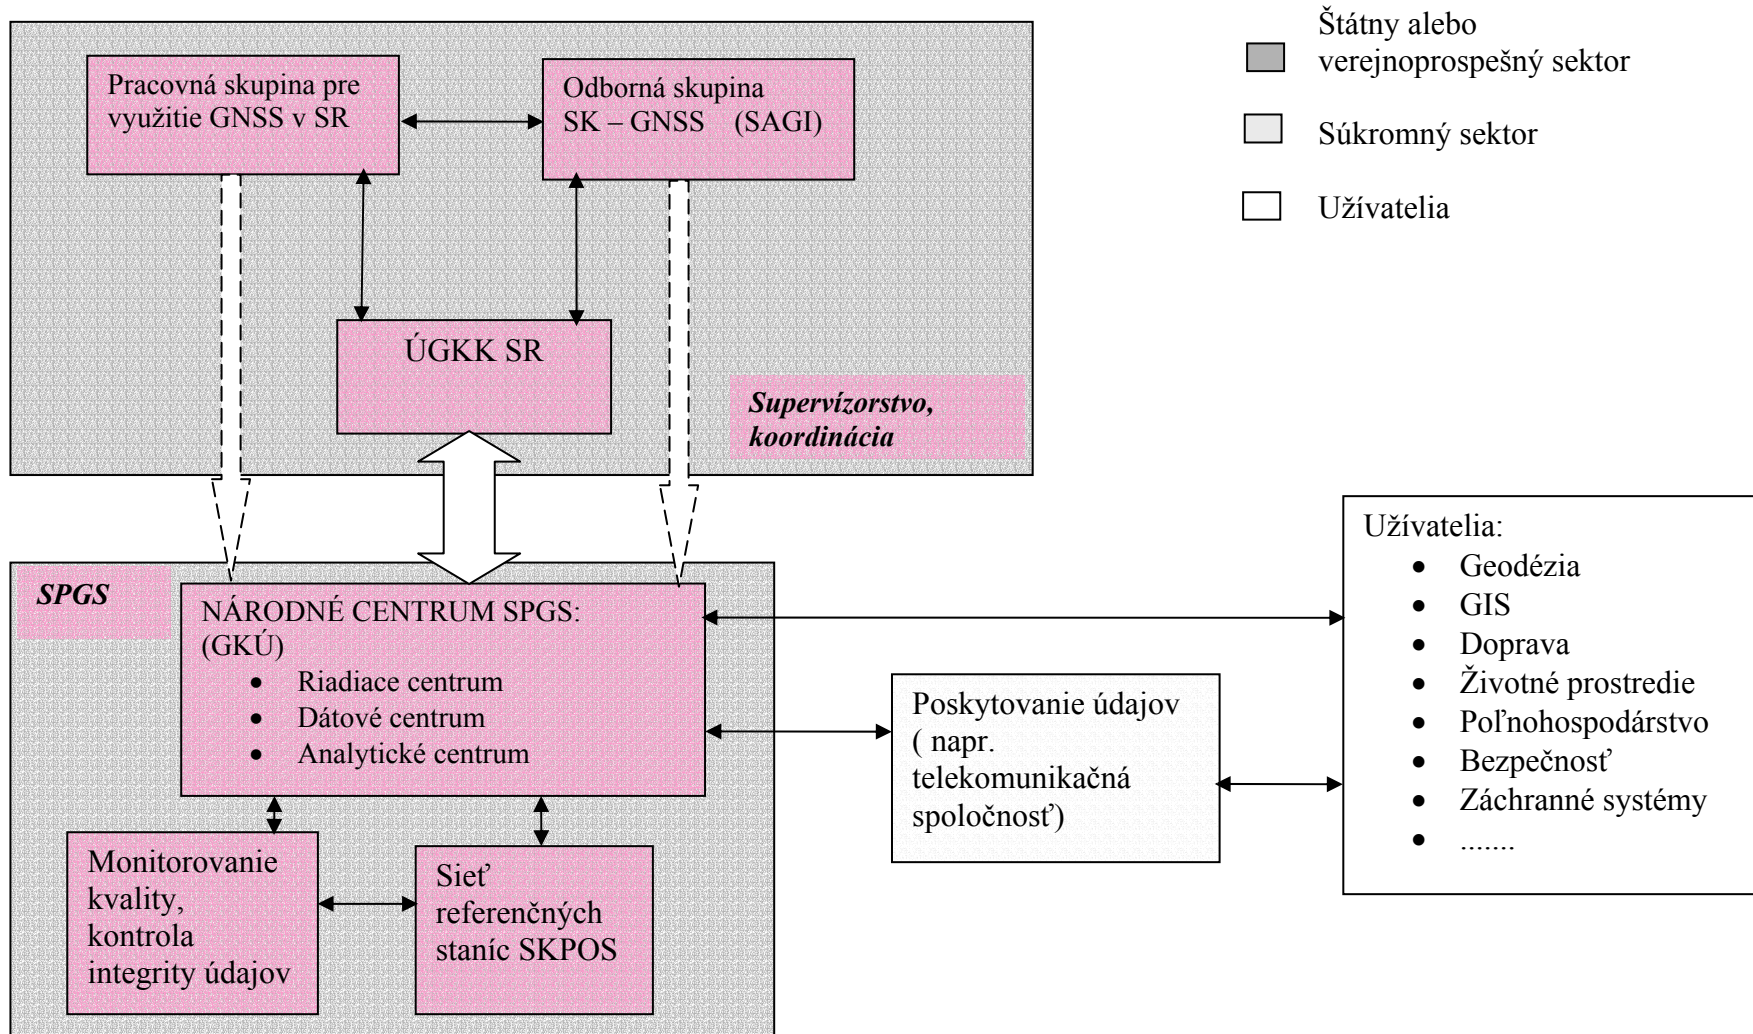 Pracovná skupina pre
využitie GNSS v SR
Odborná skupina
SK – GNSS (SAGI)
ÚGKK SR
Supervízorstvo,
koordinácia
Štátny alebo
verejnoprospešný sektor
Súkromný sektor
Užívatelia
SPGS
NÁRODNÉ CENTRUM SPGS:
(GKÚ)
• Riadiace centrum
• Dátové centrum
• Analytické centrum
Monitorovanie
kvality,
kontrola
integrity údajov
Sieť
referenčných
staníc SKPOS
Poskytovanie údajov
( napr.
telekomunikačná
spoločnosť)
Užívatelia:
• Geodézia
• GIS
• Doprava
• Životné prostredie
• Poľnohospodárstvo
• Bezpečnosť
• Záchranné systémy
• .......